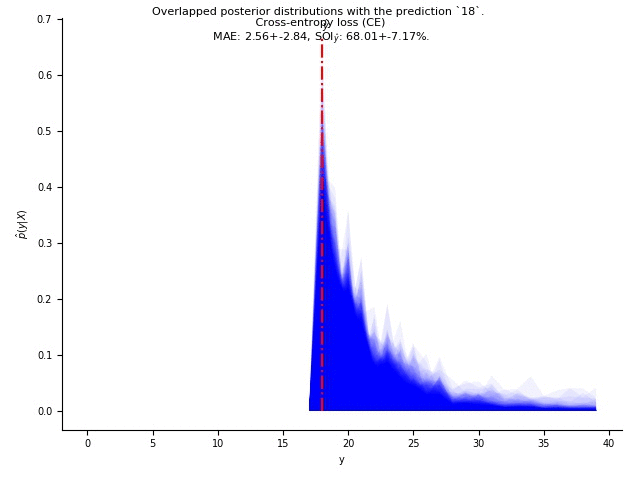 Overlapped posterior distributions with the prediction `18`.
Cross-entropy loss (CE)
MAE: 2.56+-2.84, SOI_ŷ: 68.01+-7.17%.
ŷ
0.7
0.6
0.5
0.4
0.3
0.2
0.1
0.0
p̂(y|X)
0 5 10 15 20 25 30 35 40
y